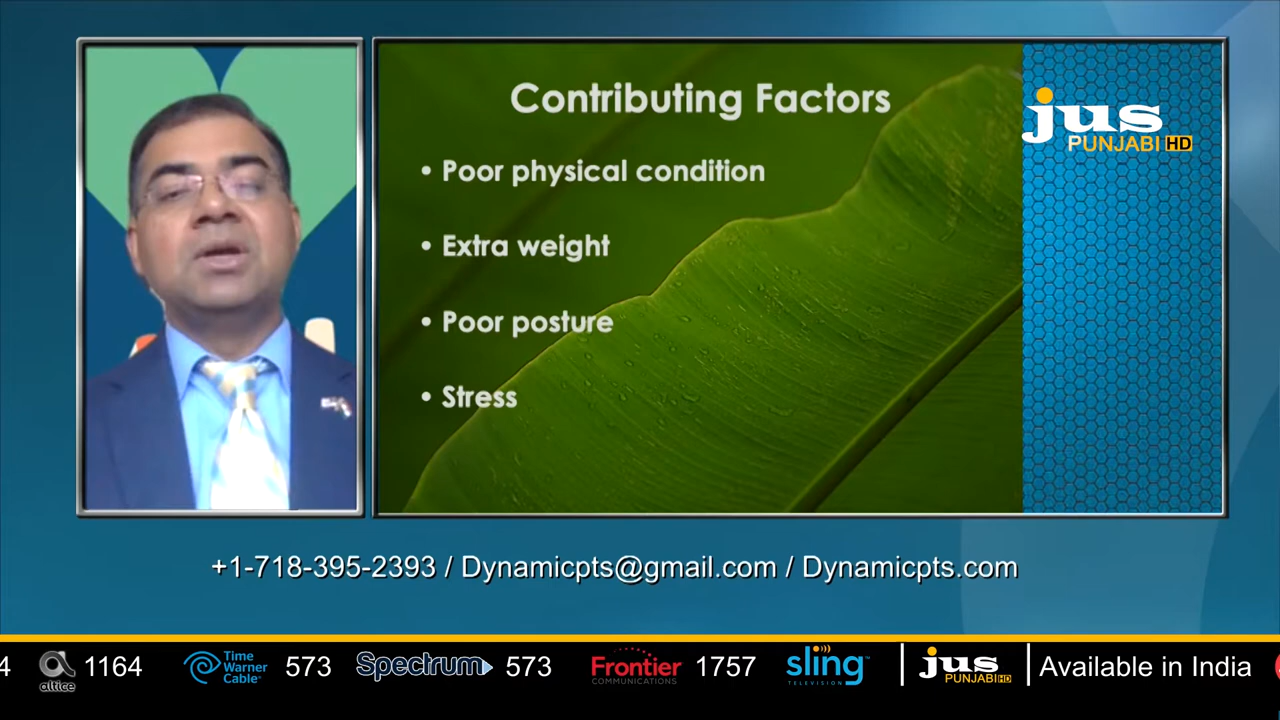 Contributing Factors
• Poor physical condition
• Extra weight
• Poor posture
• Stress
jus
PUNJABI HD
+1-718-395-2393 / Dynamicpts@gmail.com / Dynamicpts.com
4 altice 1164 Time Warner Cable 573 Spectrum 573 Frontier COMMUNICATIONS 1757 sling TELEVISION jus PUNJABI HD Available in India